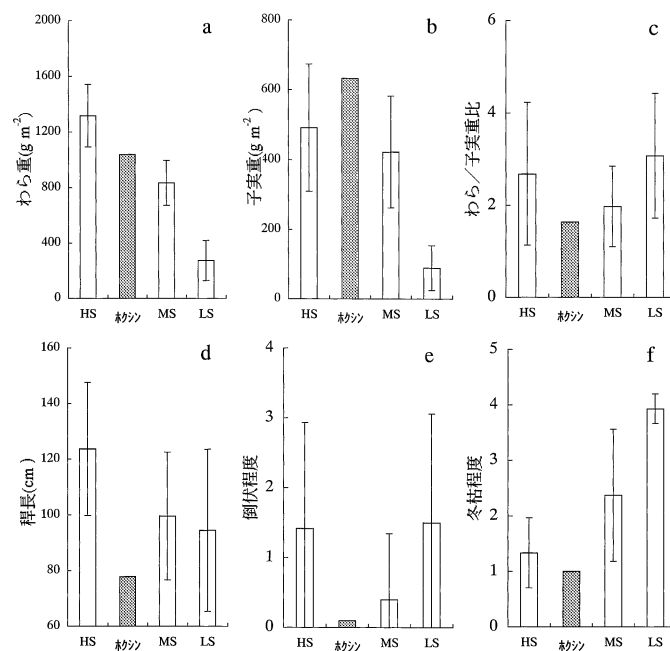 a
わら重(g m⁻²)
2000
1600
1200
800
400
0
HS ホクシン MS LS
b
子実重(g m⁻²)
800
600
400
200
0
HS ホクシン MS LS
c
わら／子実重比
6
4
2
0
HS ホクシン MS LS
d
稈長(cm)
160
140
120
100
80
60
HS ホクシン MS LS
e
倒伏程度
4
3
2
1
0
HS ホクシン MS LS
f
冬枯程度
5
4
3
2
1
0
HS ホクシン MS LS